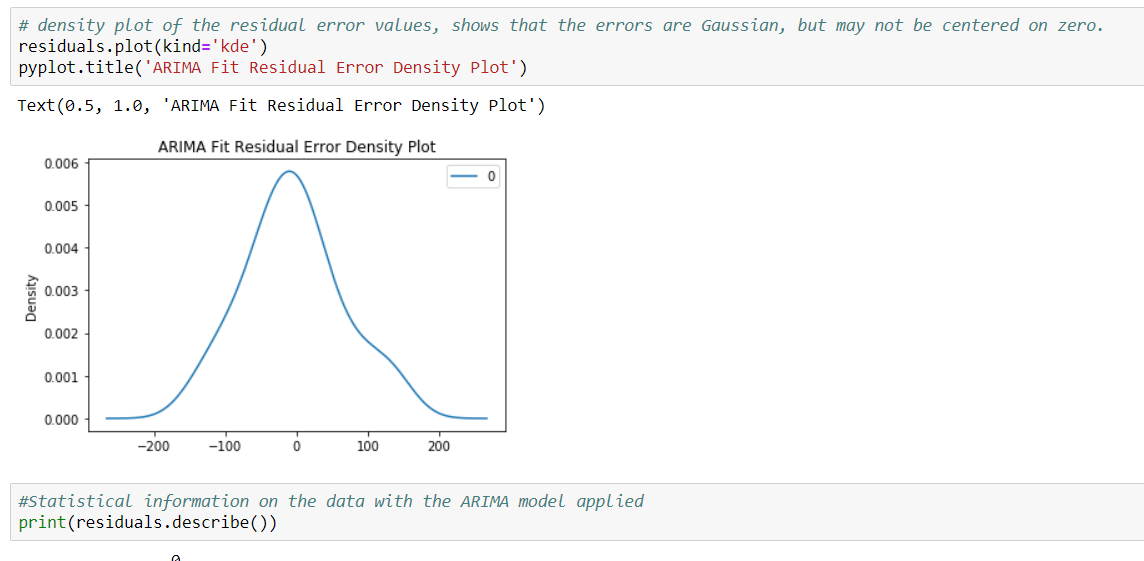 # density plot of the residual error values, shows that the errors are Gaussian, but may not be centered on zero.
residuals.plot(kind='kde')
pyplot.title('ARIMA Fit Residual Error Density Plot')
Text(0.5, 1.0, 'ARIMA Fit Residual Error Density Plot')
ARIMA Fit Residual Error Density Plot
0
0.006
0.005
0.004
0.003
0.002
0.001
0.000
Density
−200 −100 0 100 200
#Statistical information on the data with the ARIMA model applied
print(residuals.describe())